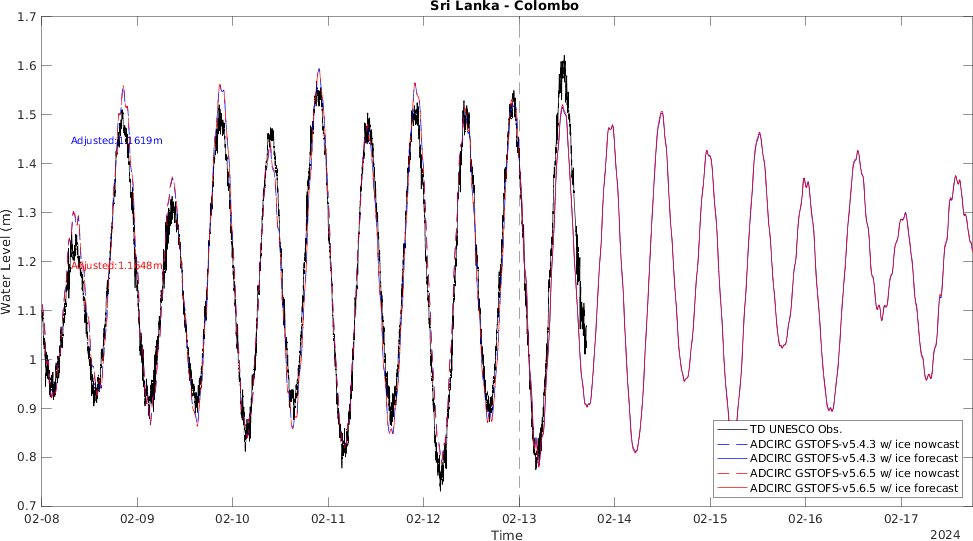 Sri Lanka - Colombo
1.7
1.6
1.5
1.4
1.3
1.2
1.1
1
0.9
0.8
0.7
Water Level (m)
Adjusted:1.1619m
Adjusted:1.1648m
TD UNESCO Obs.
ADCIRC GSTOFS-v5.4.3 w/ ice nowcast
ADCIRC GSTOFS-v5.4.3 w/ ice forecast
ADCIRC GSTOFS-v5.6.5 w/ ice nowcast
ADCIRC GSTOFS-v5.6.5 w/ ice forecast
02-08 02-09 02-10 02-11 02-12 02-13 02-14 02-15 02-16 02-17
Time
2024